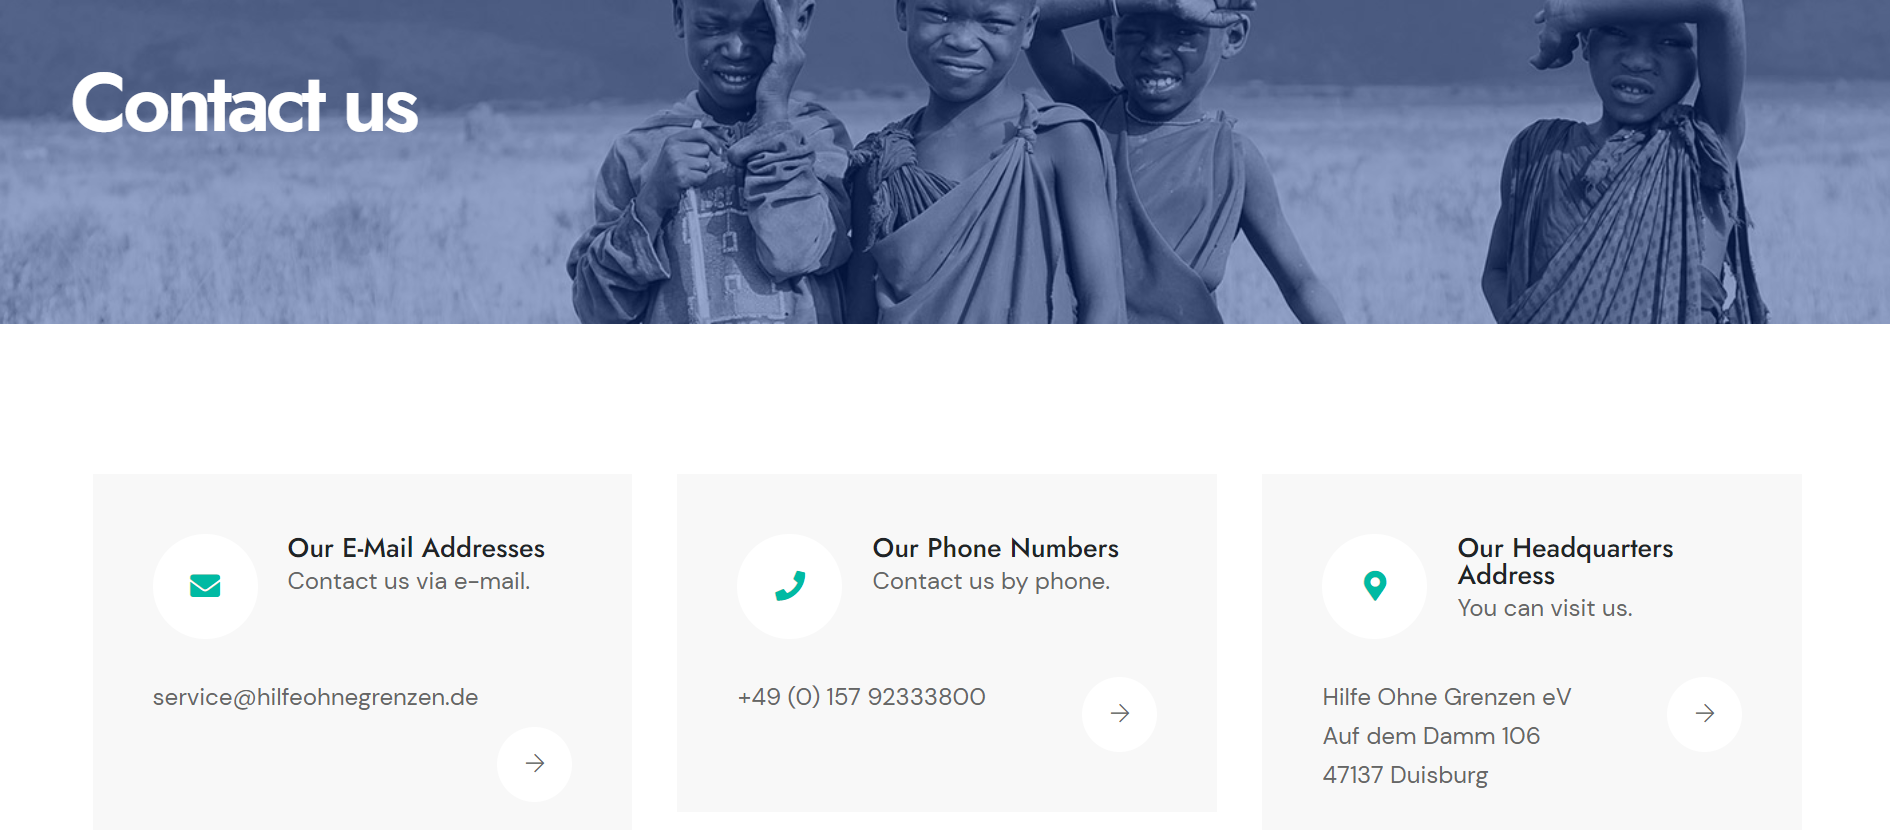 Contact us
Our E-Mail Addresses
Contact us via e-mail.
service@hilfeohnegrenzen.de
Our Phone Numbers
Contact us by phone.
+49 (0) 157 92333800
Our Headquarters
Address
You can visit us.
Hilfe Ohne Grenzen eV
Auf dem Damm 106
47137 Duisburg